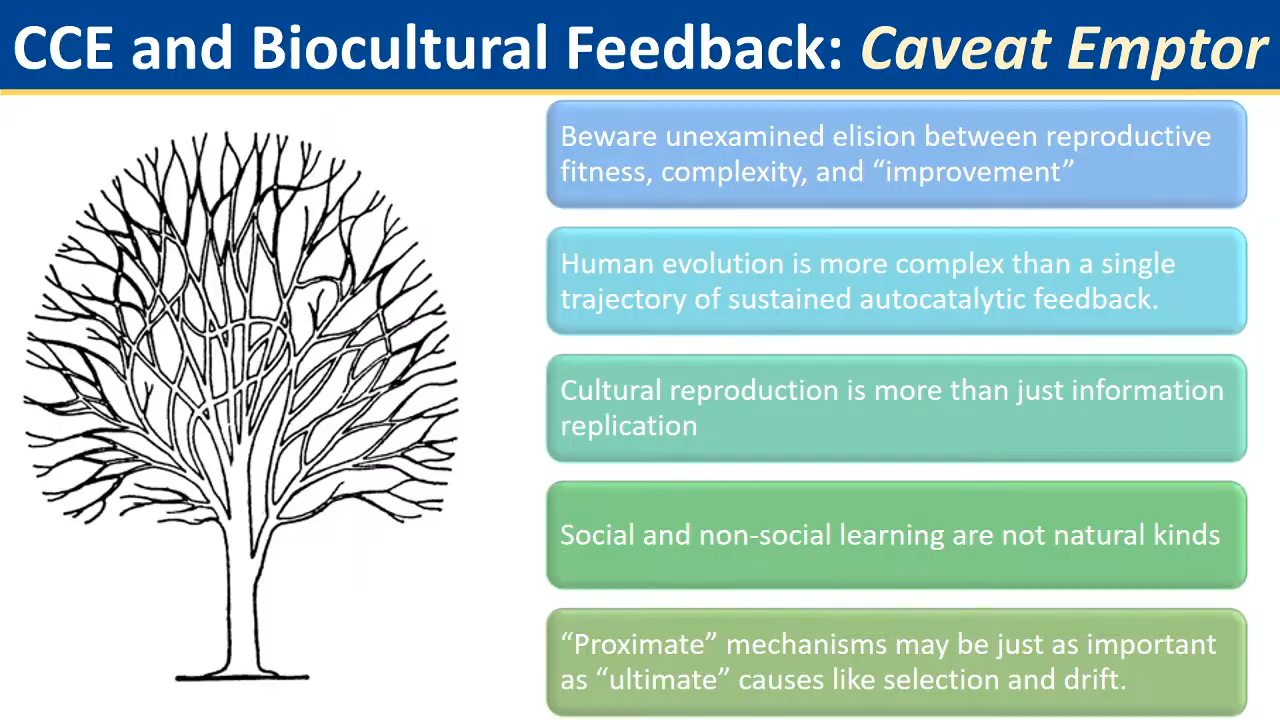 CCE and Biocultural Feedback: Caveat Emptor
Beware unexamined elision between reproductive
fitness, complexity, and “improvement”
Human evolution is more complex than a single
trajectory of sustained autocatalytic feedback.
Cultural reproduction is more than just information
replication
Social and non-social learning are not natural kinds
“Proximate” mechanisms may be just as important
as “ultimate” causes like selection and drift.